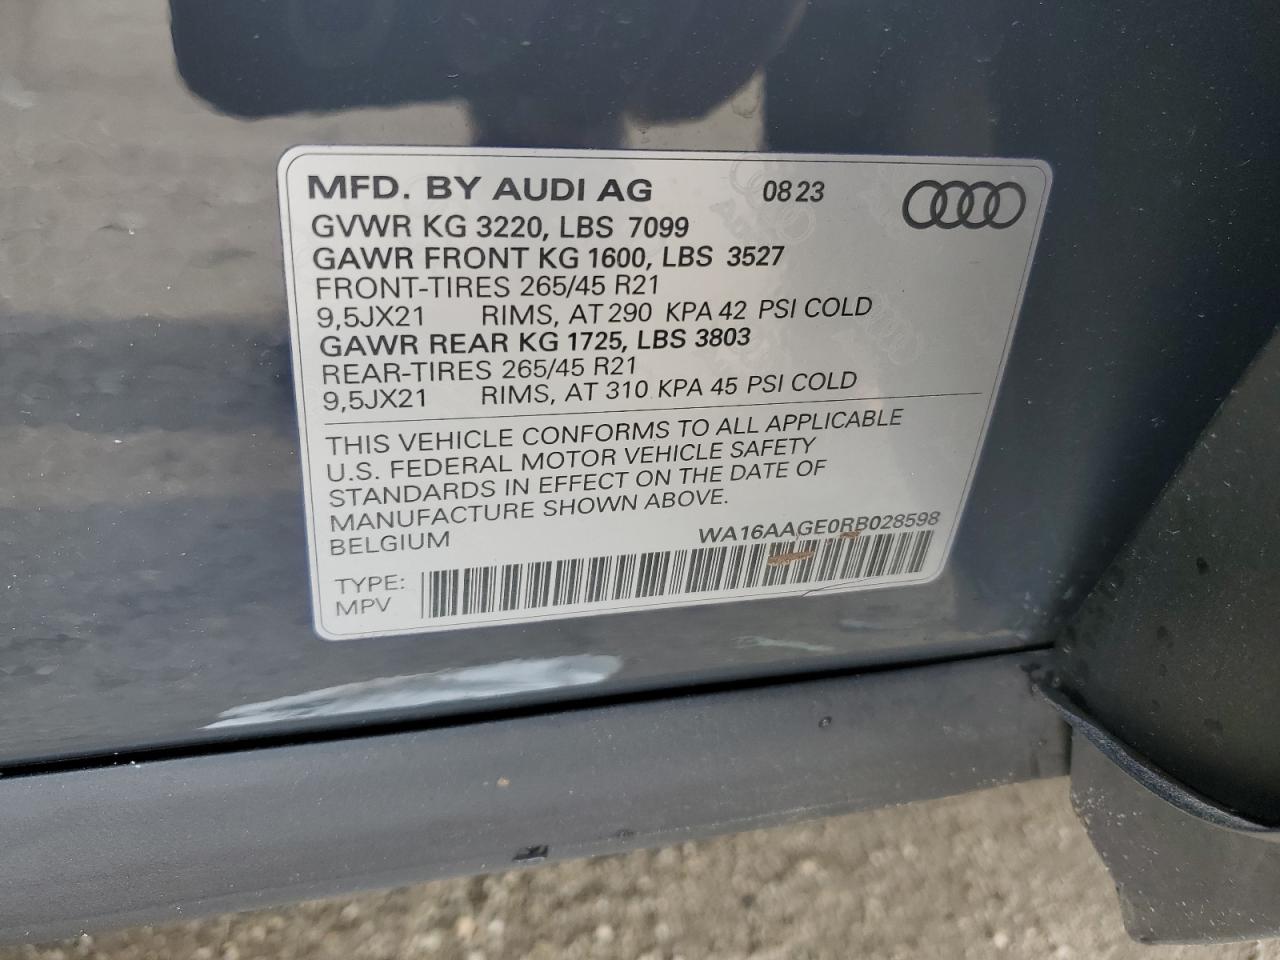 MFD. BY AUDI AG 08 23
GVWR KG 3220, LBS 7099
GAWR FRONT KG 1600, LBS 3527
FRONT-TIRES 265/45 R21
9,5JX21 RIMS, AT 290 KPA 42 PSI COLD
GAWR REAR KG 1725, LBS 3803
REAR-TIRES 265/45 R21
9,5JX21 RIMS, AT 310 KPA 45 PSI COLD
THIS VEHICLE CONFORMS TO ALL APPLICABLE
U.S. FEDERAL MOTOR VEHICLE SAFETY
STANDARDS IN EFFECT ON THE DATE OF
MANUFACTURE SHOWN ABOVE.
BELGIUM WA16AAGE0RB028598
TYPE:
MPV